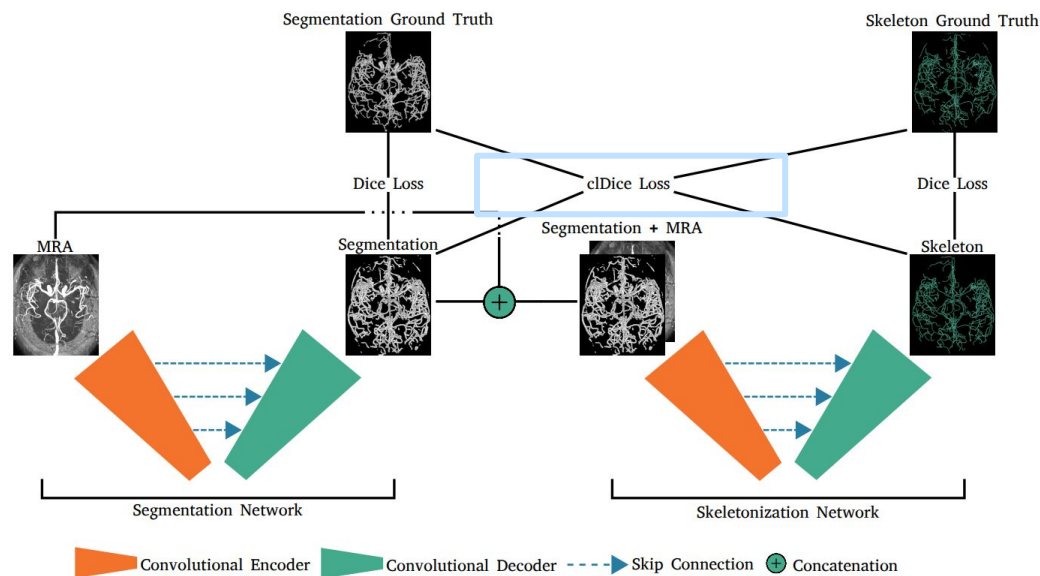 Segmentation Ground Truth
Skeleton Ground Truth
Dice Loss
clDice Loss
Dice Loss
Segmentation + MRA
MRA
Segmentation
Skeleton
+
Segmentation Network
Skeletonization Network
Convolutional Encoder
Convolutional Decoder
Skip Connection
+ Concatenation